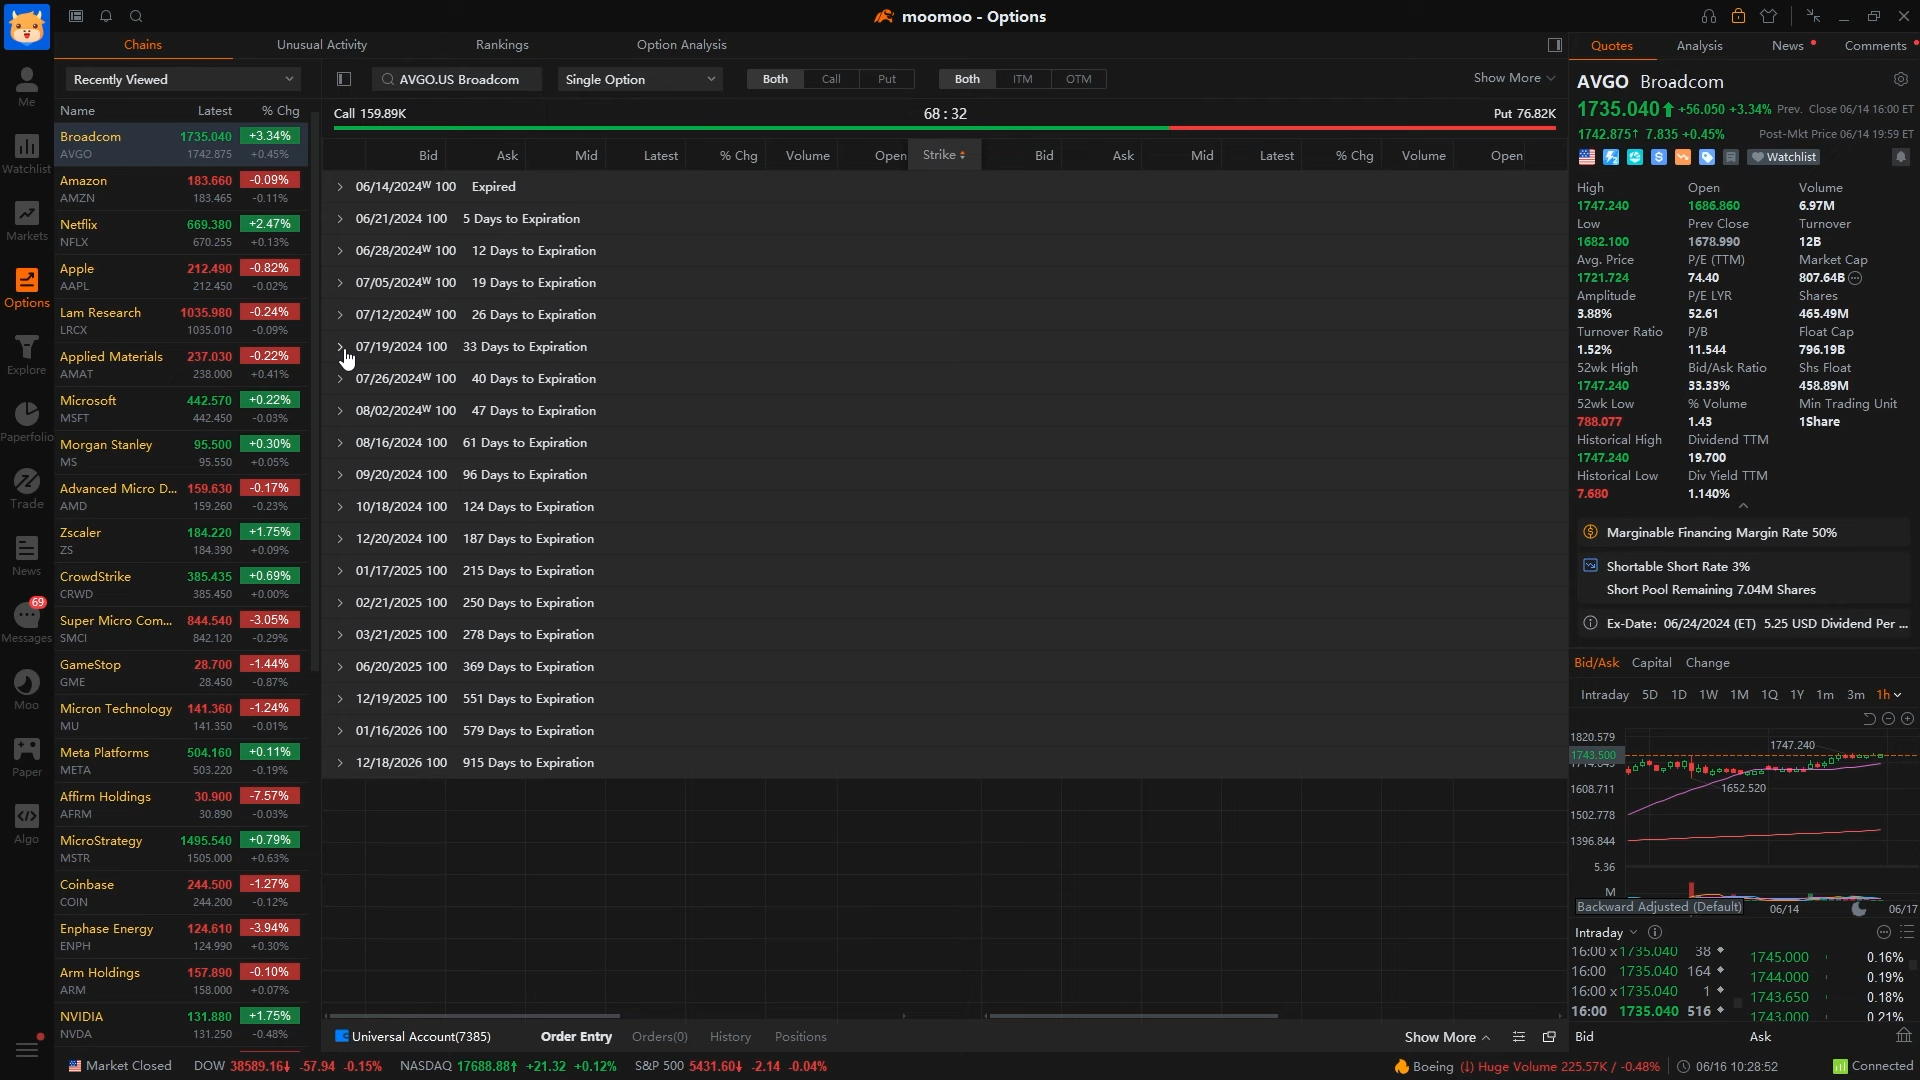 moomoo - Options
Chains Unusual Activity Rankings Option Analysis Quotes Analysis News Comments
Recently Viewed AVGO.US Broadcom Single Option Both Call Put Both ITM OTM Show More
Name Latest % Chg
Call 159.89K 68 : 32 Put 76.82K
Bid Ask Mid Latest % Chg Volume Open Strike Bid Ask Mid Latest % Chg Volume Open
Me
Watchlist
Markets
Options
Explore
Paperfolio
Trade
News
69
Messages
Moo
Paper
Algo
Broadcom 1735.040 +3.34%
AVGO 1742.875 +0.45%
Amazon 183.660 -0.09%
AMZN 183.465 -0.11%
Netflix 669.380 +2.47%
NFLX 670.255 +0.13%
Apple 212.490 -0.82%
AAPL 212.450 -0.02%
Lam Research 1035.980 -0.24%
LRCX 1035.010 -0.09%
Applied Materials 237.030 -0.22%
AMAT 238.000 +0.41%
Microsoft 442.570 +0.22%
MSFT 442.450 -0.03%
Morgan Stanley 95.500 +0.30%
MS 95.550 +0.05%
Advanced Micro D... 159.630 -0.17%
AMD 159.260 -0.23%
Zscaler 184.220 +1.75%
ZS 184.390 +0.09%
CrowdStrike 385.435 +0.69%
CRWD 385.450 +0.00%
Super Micro Com... 844.540 -3.05%
SMCI 842.120 -0.29%
GameStop 28.700 -1.44%
GME 28.450 -0.87%
Micron Technology 141.360 -1.24%
MU 141.350 -0.01%
Meta Platforms 504.160 +0.11%
META 503.220 -0.19%
Affirm Holdings 30.900 -7.57%
AFRM 30.890 -0.03%
MicroStrategy 1495.540 +0.79%
MSTR 1505.000 +0.63%
Coinbase 244.500 -1.27%
COIN 244.200 -0.12%
Enphase Energy 124.610 -3.94%
ENPH 124.990 +0.30%
Arm Holdings 157.890 -0.10%
ARM 158.000 +0.07%
NVIDIA 131.880 +1.75%
NVDA 131.250 -0.48%
06/14/2024W 100 Expired
06/21/2024 100 5 Days to Expiration
06/28/2024W 100 12 Days to Expiration
07/05/2024W 100 19 Days to Expiration
07/12/2024W 100 26 Days to Expiration
07/19/2024 100 33 Days to Expiration
07/26/2024W 100 40 Days to Expiration
08/02/2024W 100 47 Days to Expiration
08/16/2024 100 61 Days to Expiration
09/20/2024 100 96 Days to Expiration
10/18/2024 100 124 Days to Expiration
12/20/2024 100 187 Days to Expiration
01/17/2025 100 215 Days to Expiration
02/21/2025 100 250 Days to Expiration
03/21/2025 100 278 Days to Expiration
06/20/2025 100 369 Days to Expiration
12/19/2025 100 551 Days to Expiration
01/16/2026 100 579 Days to Expiration
12/18/2026 100 915 Days to Expiration
AVGO Broadcom
1735.040 +56.050 +3.34% Prev. Close 06/14 16:00 ET
1742.875↑ 7.835 +0.45% Post-Mkt Price 06/14 19:59 ET
Watchlist
High Open Volume
1747.240 1686.860 6.97M
Low Prev Close Turnover
1682.100 1678.990 12B
Avg. Price P/E (TTM) Market Cap
1721.724 74.40 807.64B
Amplitude P/E LYR Shares
3.88% 52.61 465.49M
Turnover Ratio P/B Float Cap
1.52% 11.544 796.19B
52wk High Bid/Ask Ratio Shs Float
1747.240 33.33% 458.89M
52wk Low % Volume Min Trading Unit
788.077 1.43 1Share
Historical High Dividend TTM
1747.240 19.700
Historical Low Div Yield TTM
7.680 1.140%
Marginable Financing Margin Rate 50%
Shortable Short Rate 3%
Short Pool Remaining 7.04M Shares
Ex-Date: 06/24/2024 (ET) 5.25 USD Dividend Per ...
Bid/Ask Capital Change
Intraday 5D 1D 1W 1M 1Q 1Y 1m 3m 1h
1820.579
1747.240
1743.500
1652.520
1608.711
1502.778
1396.844
5.36
M
Backward Adjusted (Default) 06/14 06/17
Intraday
16:00 x 1735.040 38 1745.000 0.16%
16:00 1735.040 164 1744.000 0.19%
16:00 x 1735.040 1 1743.650 0.18%
16:00 1735.040 516 1743.000 0.21%
Bid Ask
Universal Account(7385) Order Entry Orders(0) History Positions Show More
Market Closed DOW 38589.16↓ -57.94 -0.15% NASDAQ 17688.88↑ +21.32 +0.12% S&P 500 5431.60↓ -2.14 -0.04% Boeing (↓) Huge Volume 225.57K / -0.48% 06/16 10:28:52 Connected